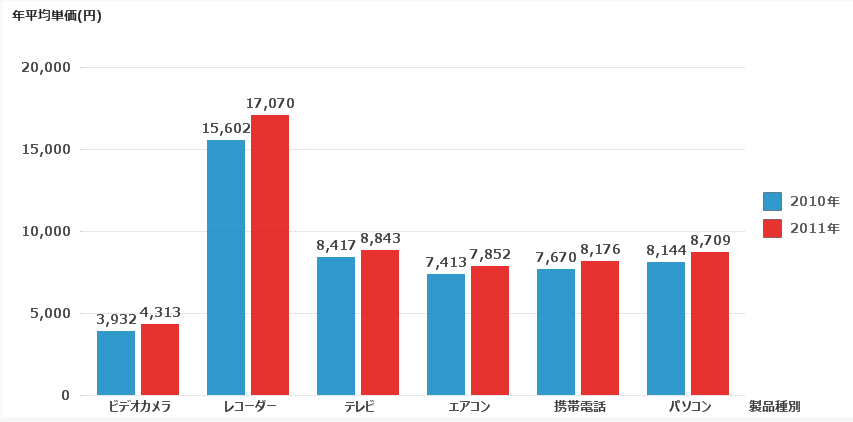 年平均単価(円)
20,000
15,000
10,000
5,000
0
3,932
4,313
15,602
17,070
8,417
8,843
7,413
7,852
7,670
8,176
8,144
8,709
ビデオカメラ
レコーダー
テレビ
エアコン
携帯電話
パソコン
製品種別
2010年
2011年